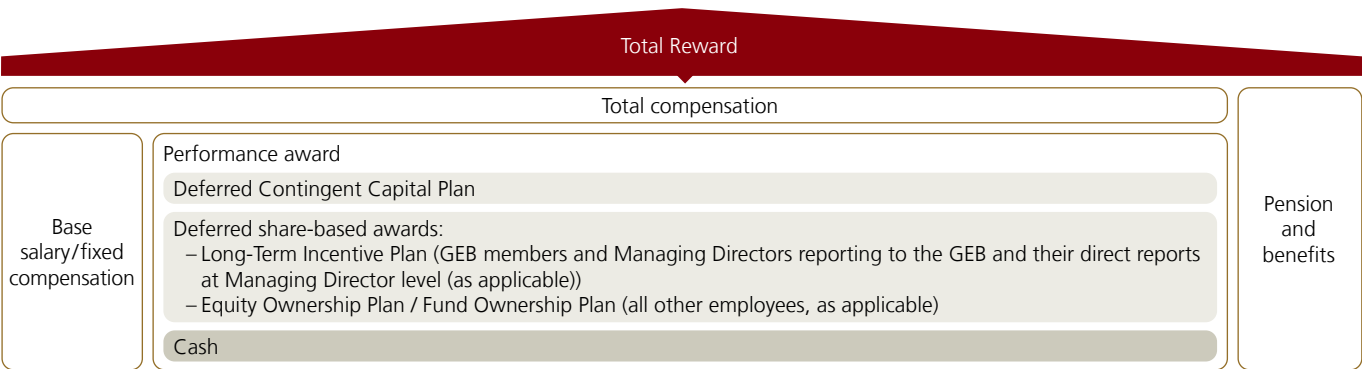 Total Reward
Total compensation
Base
salary/fixed
compensation
Performance award
Deferred Contingent Capital Plan
Deferred share-based awards:
– Long-Term Incentive Plan (GEB members and Managing Directors reporting to the GEB and their direct reports
at Managing Director level (as applicable))
– Equity Ownership Plan / Fund Ownership Plan (all other employees, as applicable)
Cash
Pension
and
benefits